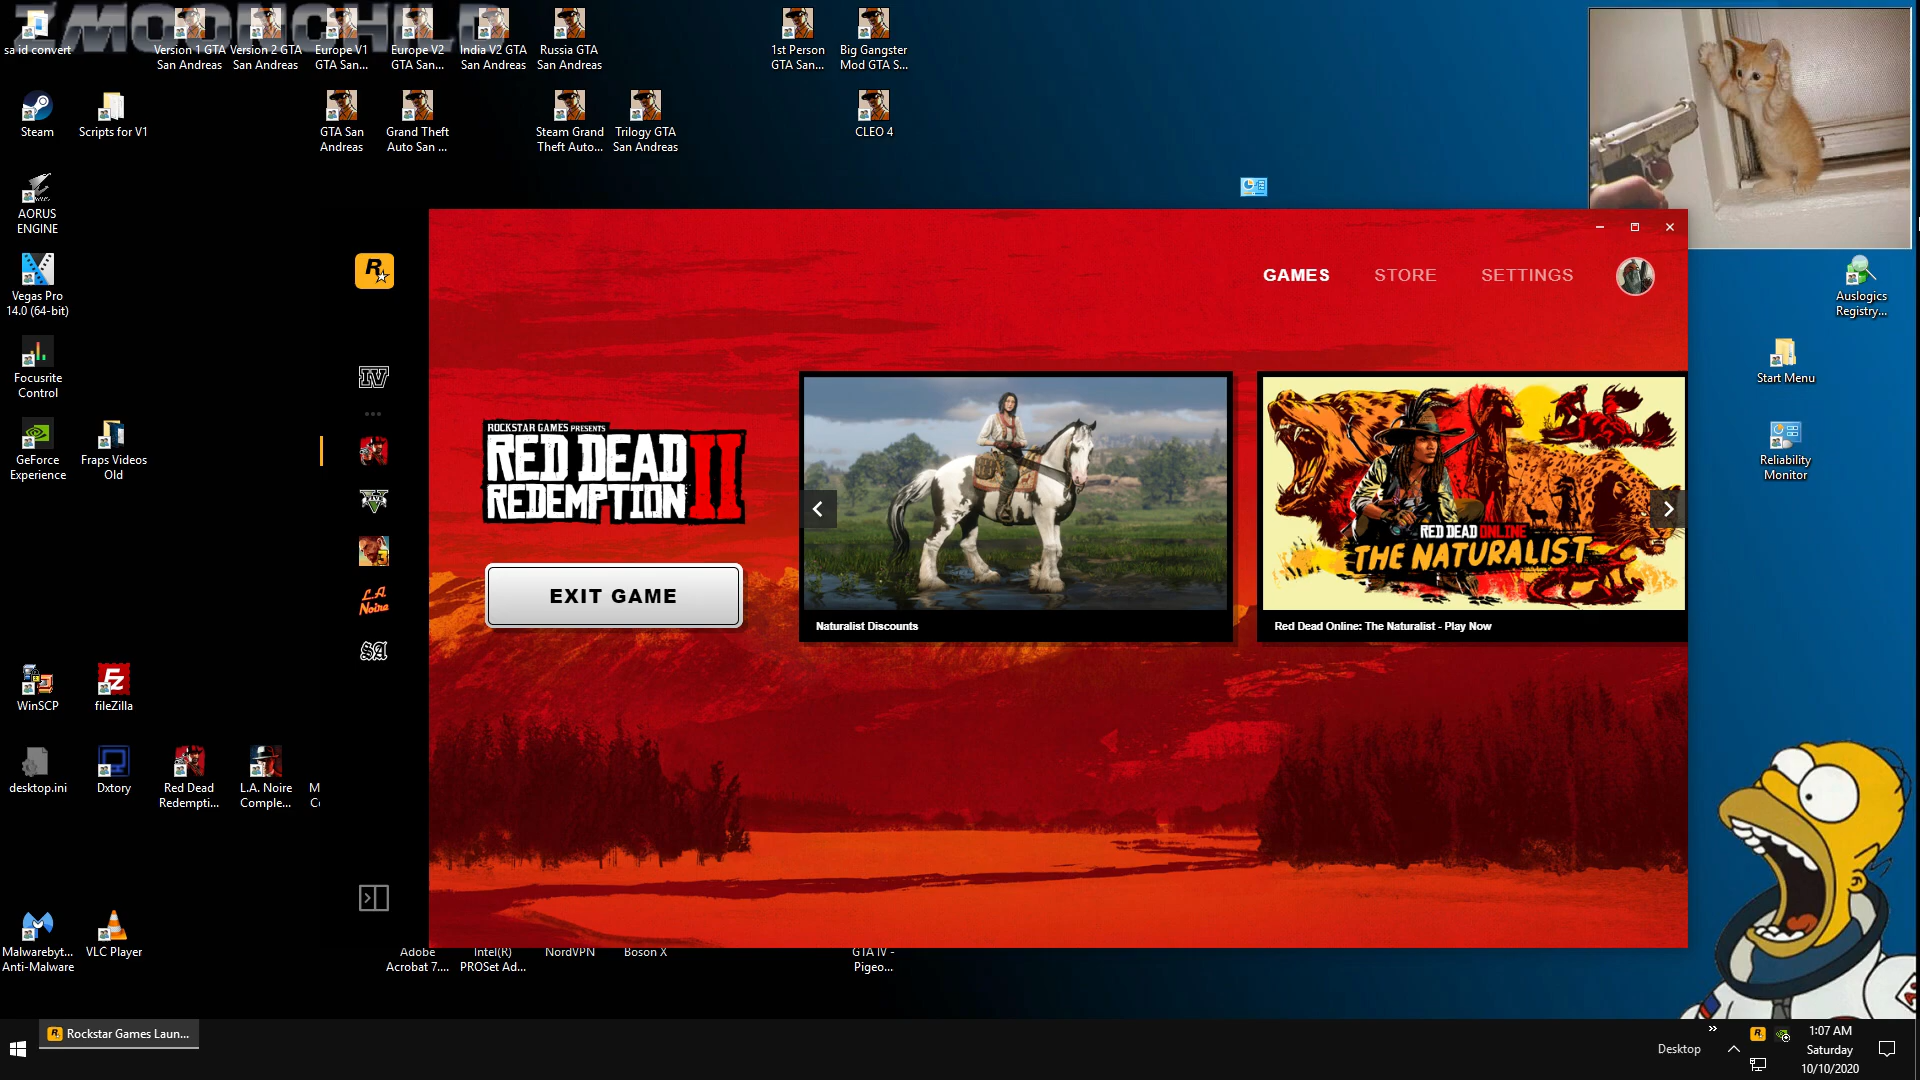 ZMOONCHILD
sa id convert
Version 1 GTA
San Andreas
Version 2 GTA
San Andreas
Europe V1
GTA San...
Europe V2
GTA San...
India V2 GTA
San Andreas
Russia GTA
San Andreas
1st Person
GTA San...
Big Gangster
Mod GTA S...
Steam
Scripts for V1
GTA San
Andreas
Grand Theft
Auto San ...
Steam Grand
Theft Auto...
Trilogy GTA
San Andreas
CLEO 4
AORUS
ENGINE
Vegas Pro
14.0 (64-bit)
Focusrite
Control
GeForce
Experience
Fraps Videos
Old
WinSCP
fileZilla
desktop.ini
Dxtory
Red Dead
Redempti...
L.A. Noire
Comple...
M
Malwarebyt...
Anti-Malware
VLC Player
R
IV
V
L.A.
Noire
SA
GAMES
STORE
SETTINGS
ROCKSTAR GAMES PRESENTS
RED DEAD
REDEMPTION II
EXIT GAME
Naturalist Discounts
RED DEAD ONLINE
THE NATURALIST
Red Dead Online: The Naturalist - Play Now
Auslogics
Registry...
Start Menu
Reliability
Monitor
Adobe
Acrobat 7....
Intel(R)
PROSet Ad...
NordVPN
Boson X
GTA IV -
Pigeo...
Rockstar Games Laun...
Desktop
1:07 AM
Saturday
10/10/2020